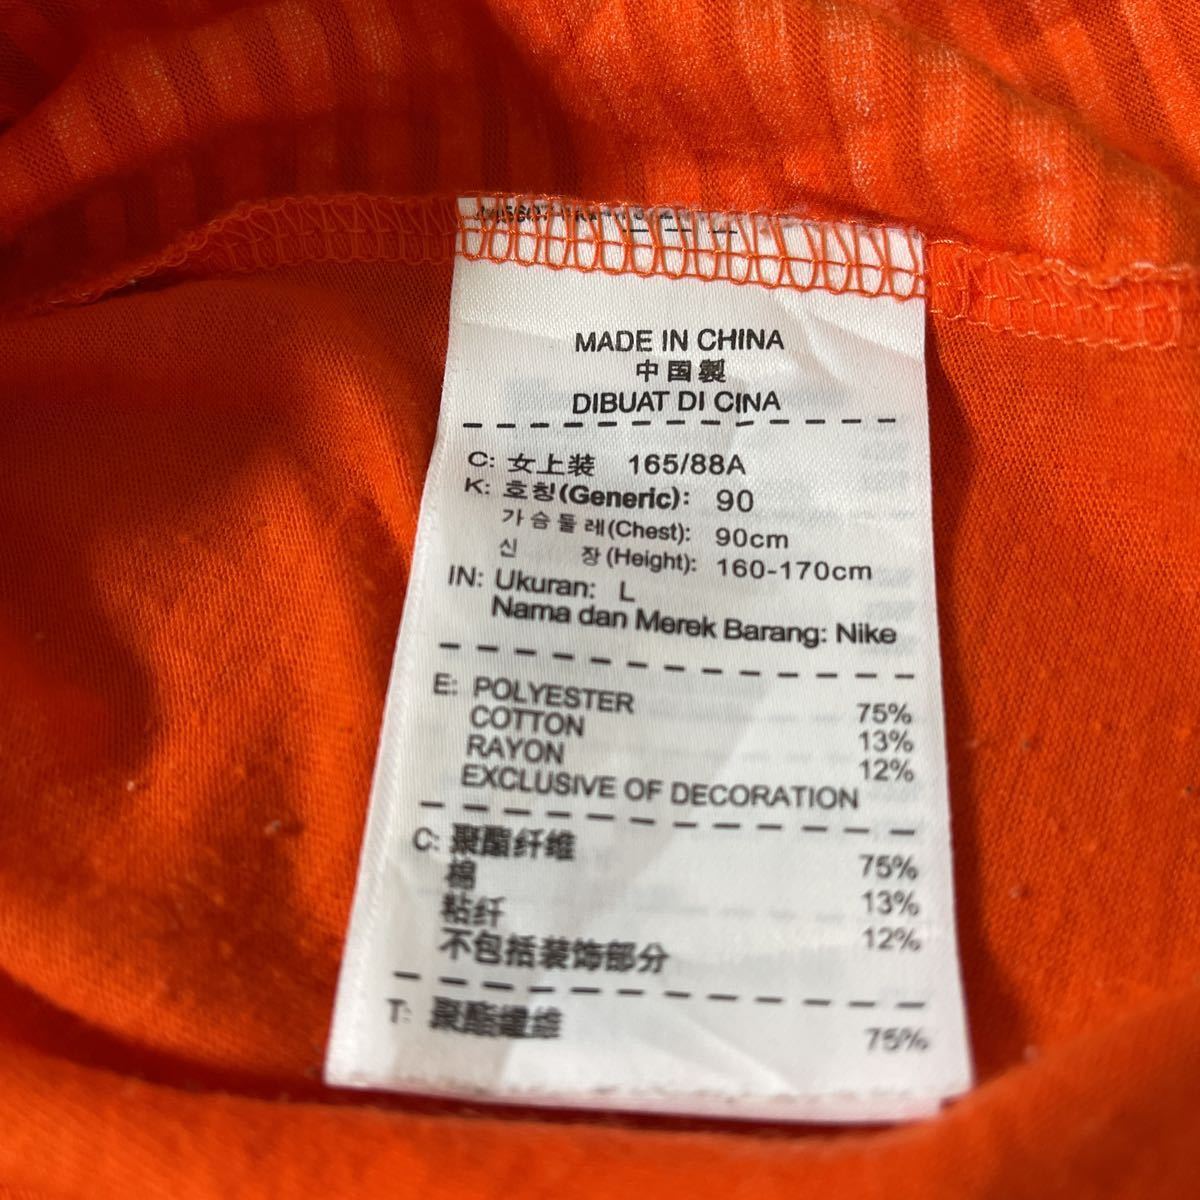 MADE IN CHINA
中国製
DIBUAT DI CINA
C: 女上装 165/88A
K: 호칭(Generic): 90
가슴둘레(Chest): 90cm
신 장(Height): 160-170cm
IN: Ukuran: L
Nama dan Merek Barang: Nike
E: POLYESTER 75%
COTTON 13%
RAYON 12%
EXCLUSIVE OF DECORATION
C: 聚酯纤维 75%
棉 13%
粘纤 12%
不包括装饰部分
T: 聚酯纖維 75%